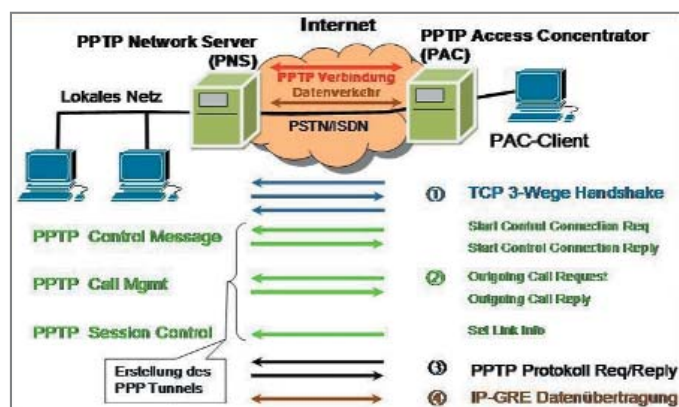 Internet
PPTP Network Server
(PNS)
PPTP Access Concentrator
(PAC)
PPTP Verbindung
Datenverkehr
Lokales Netz
PSTN/ISDN
PAC-Client
① TCP 3-Wege Handshake
PPTP Control Message
Start Control Connection Req
Start Control Connection Reply
PPTP Call Mgmt
② Outgoing Call Request
Outgoing Call Reply
PPTP Session Control
Set Link Info
Erstellung des
PPP Tunnels
③ PPTP Protokoll Req/Reply
④ IP-GRE Datenübertragung